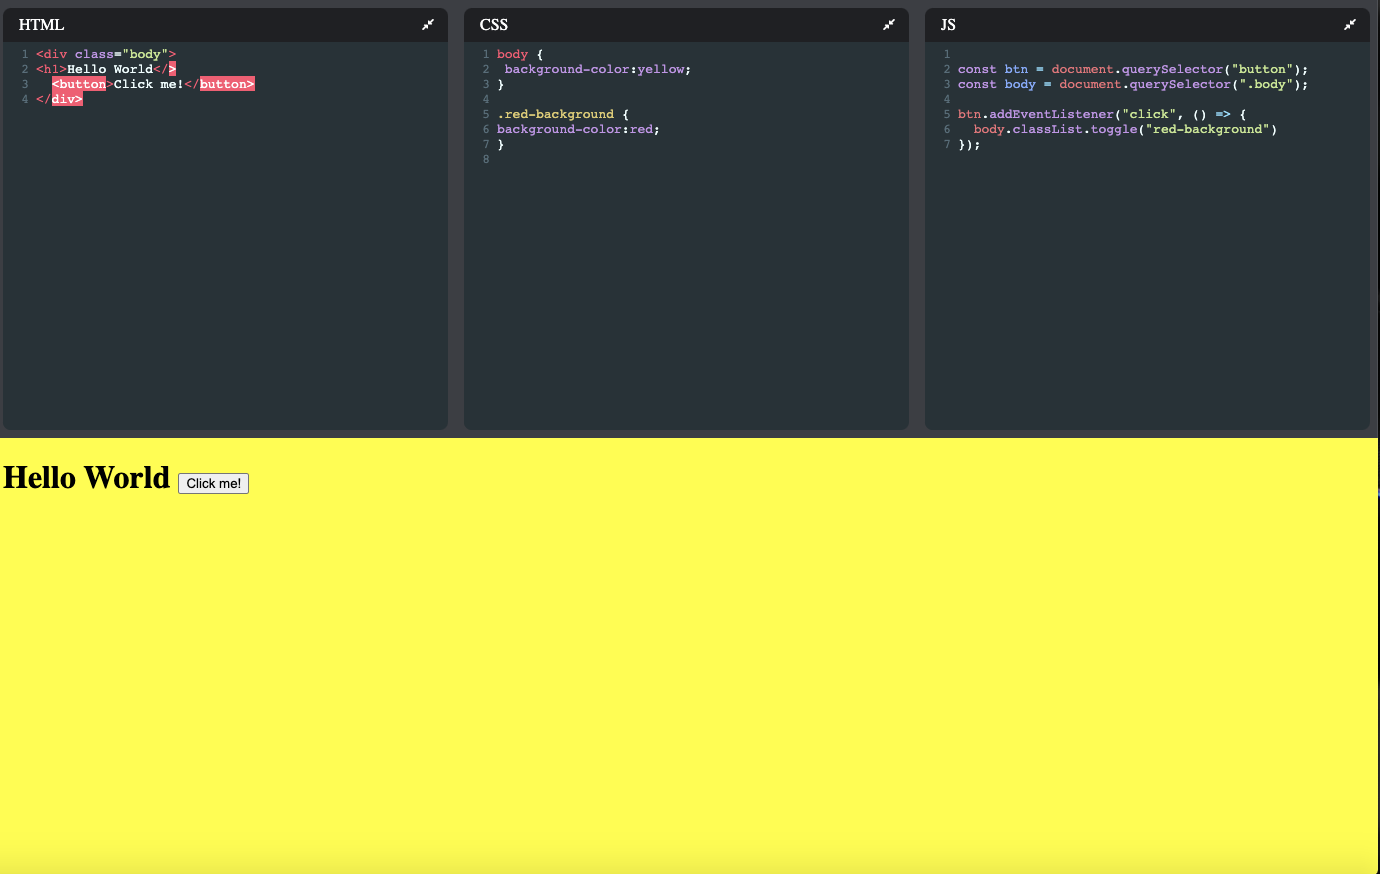 HTML
1 <div class="body">
2 <h1>Hello World</>
3   <button>Click me!</button>
4 </div>
CSS
1 body {
2  background-color:yellow;
3 }
4
5 .red-background {
6 background-color:red;
7 }
8
JS
1
2 const btn = document.querySelector("button");
3 const body = document.querySelector(".body");
4
5 btn.addEventListener("click", () => {
6   body.classList.toggle("red-background")
7 });
Hello World Click me!